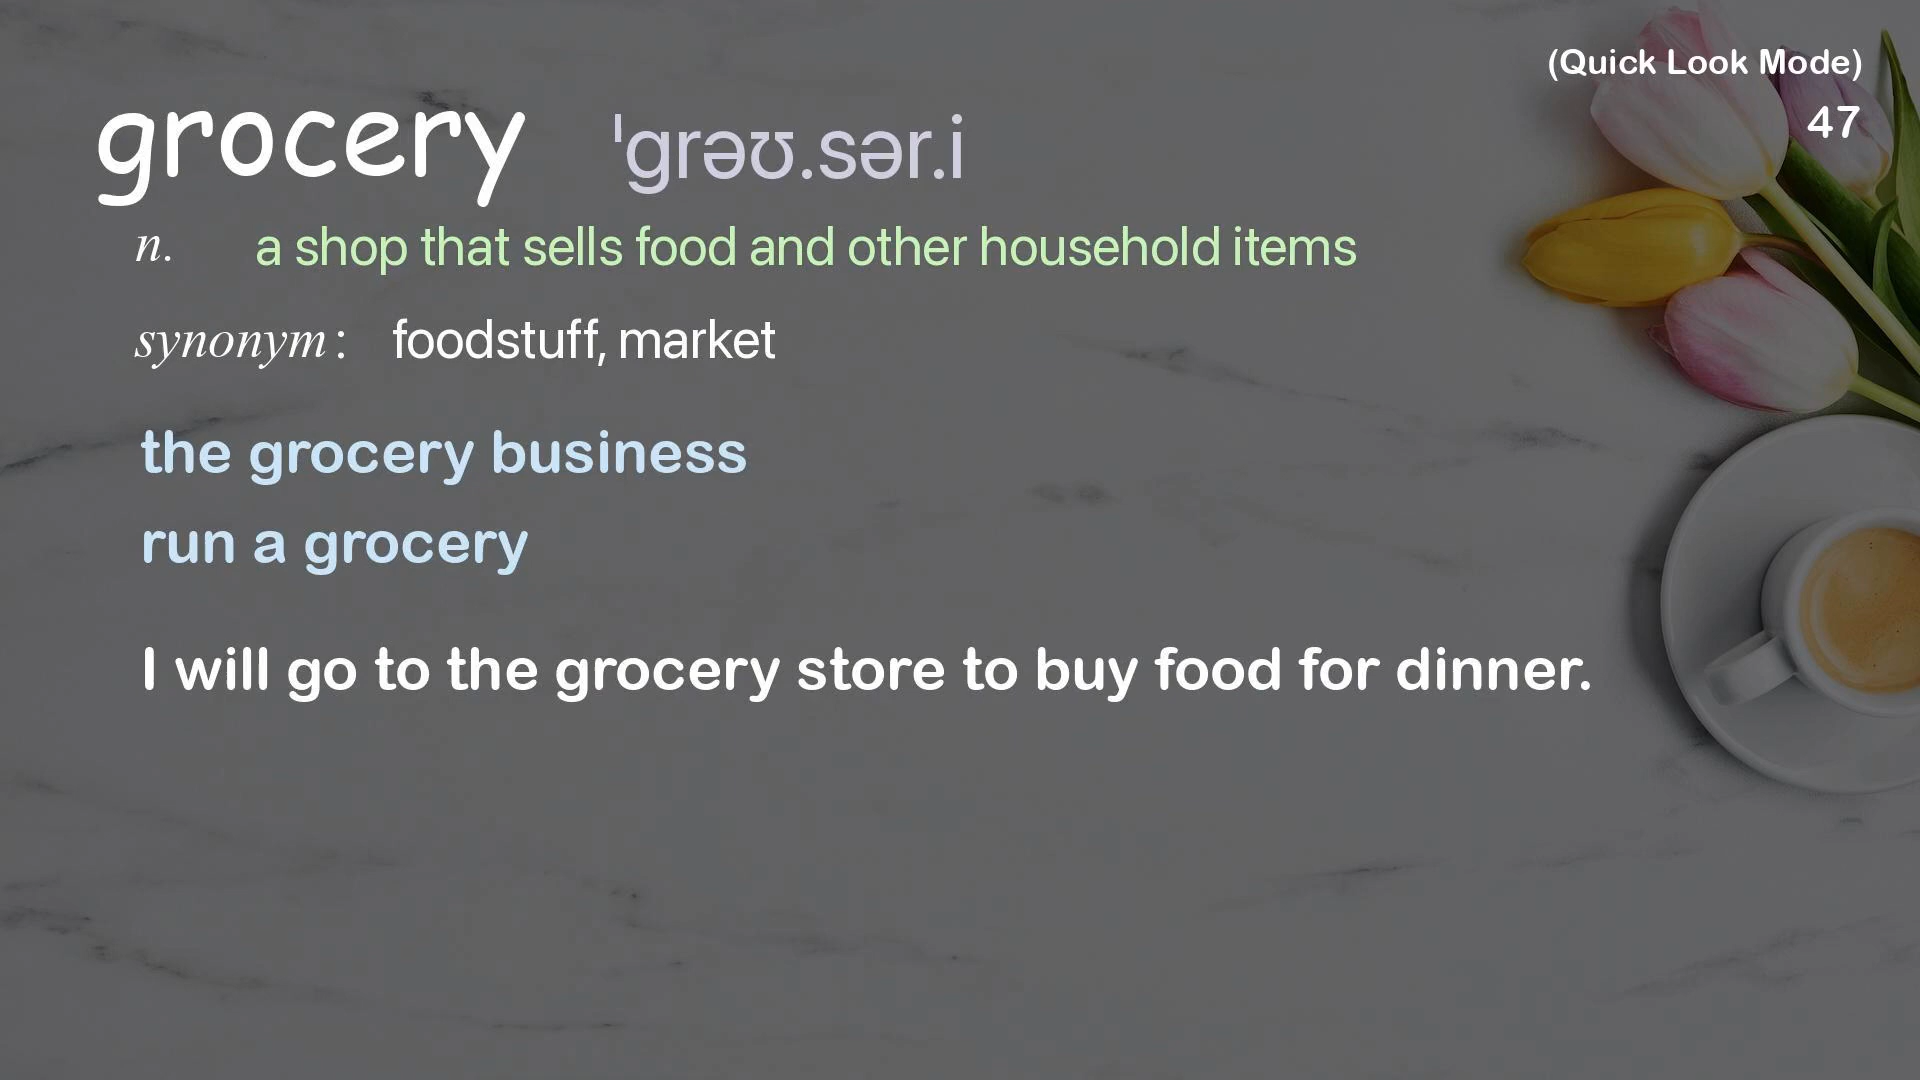 (Quick Look Mode)
47
grocery ˈgrəʊ.sər.i
n. a shop that sells food and other household items
synonym: foodstuff, market
the grocery business
run a grocery
I will go to the grocery store to buy food for dinner.